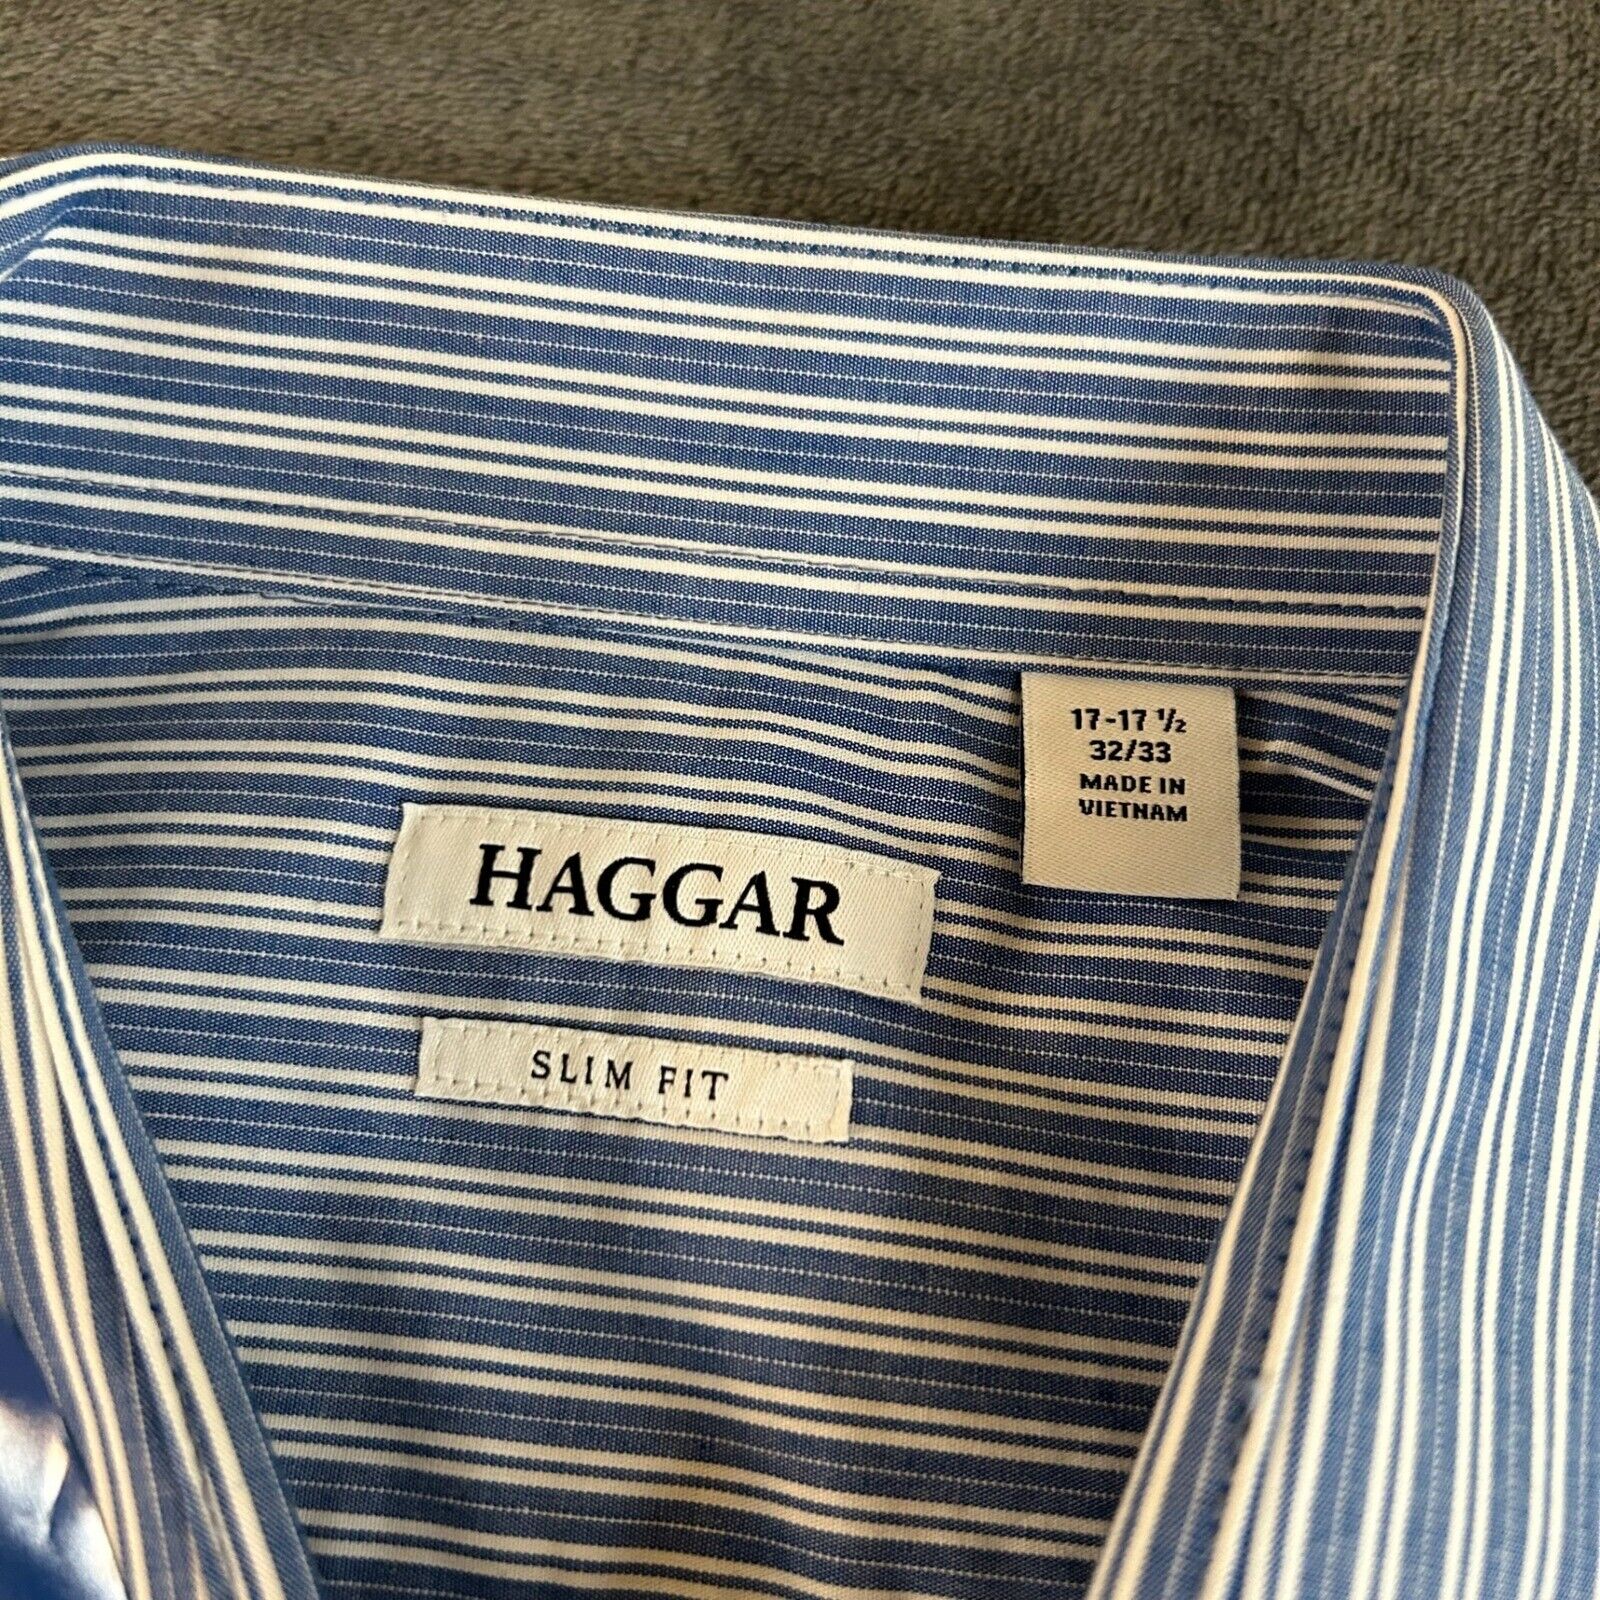 17-17 ½
32/33
MADE IN
VIETNAM
HAGGAR
SLIM FIT